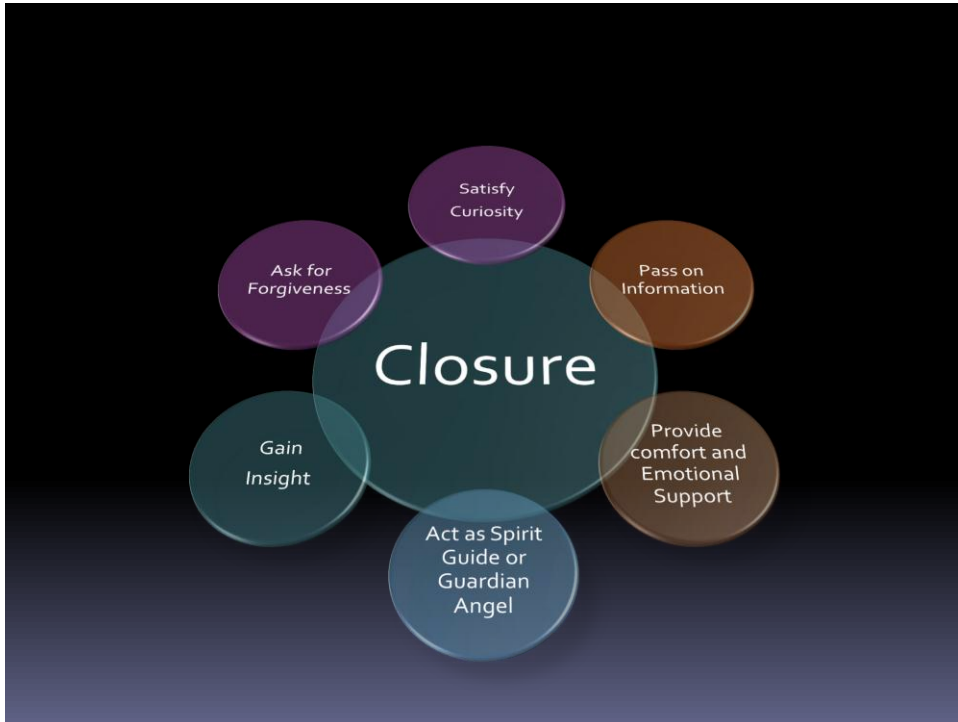 Satisfy
Curiosity
Ask for
Forgiveness
Pass on
Information
Closure
Gain
Insight
Provide
comfort and
Emotional
Support
Act as Spirit
Guide or
Guardian
Angel